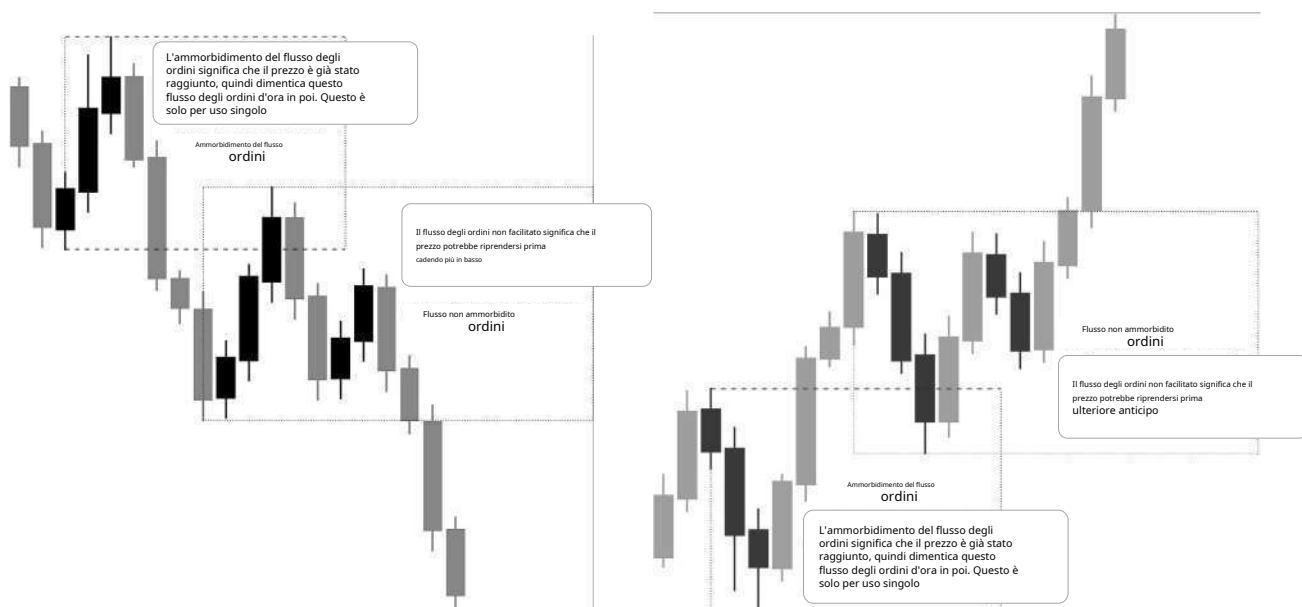 L'ammorbidimento del flusso degli
ordini significa che il prezzo è già stato
raggiunto, quindi dimentica questo
flusso degli ordini d'ora in poi. Questo è
solo per uso singolo
Ammorbidimento del flusso
ordini
Il flusso degli ordini non facilitato significa che il
prezzo potrebbe riprendersi prima
cadendo più in basso
Flusso non ammorbidito
ordini
Flusso non ammorbidito
ordini
Il flusso degli ordini non facilitato significa che il
prezzo potrebbe riprendersi prima
ulteriore anticipo
Ammorbidimento del flusso
ordini
L'ammorbidimento del flusso degli
ordini significa che il prezzo è già stato
raggiunto, quindi dimentica questo
flusso degli ordini d'ora in poi. Questo è
solo per uso singolo